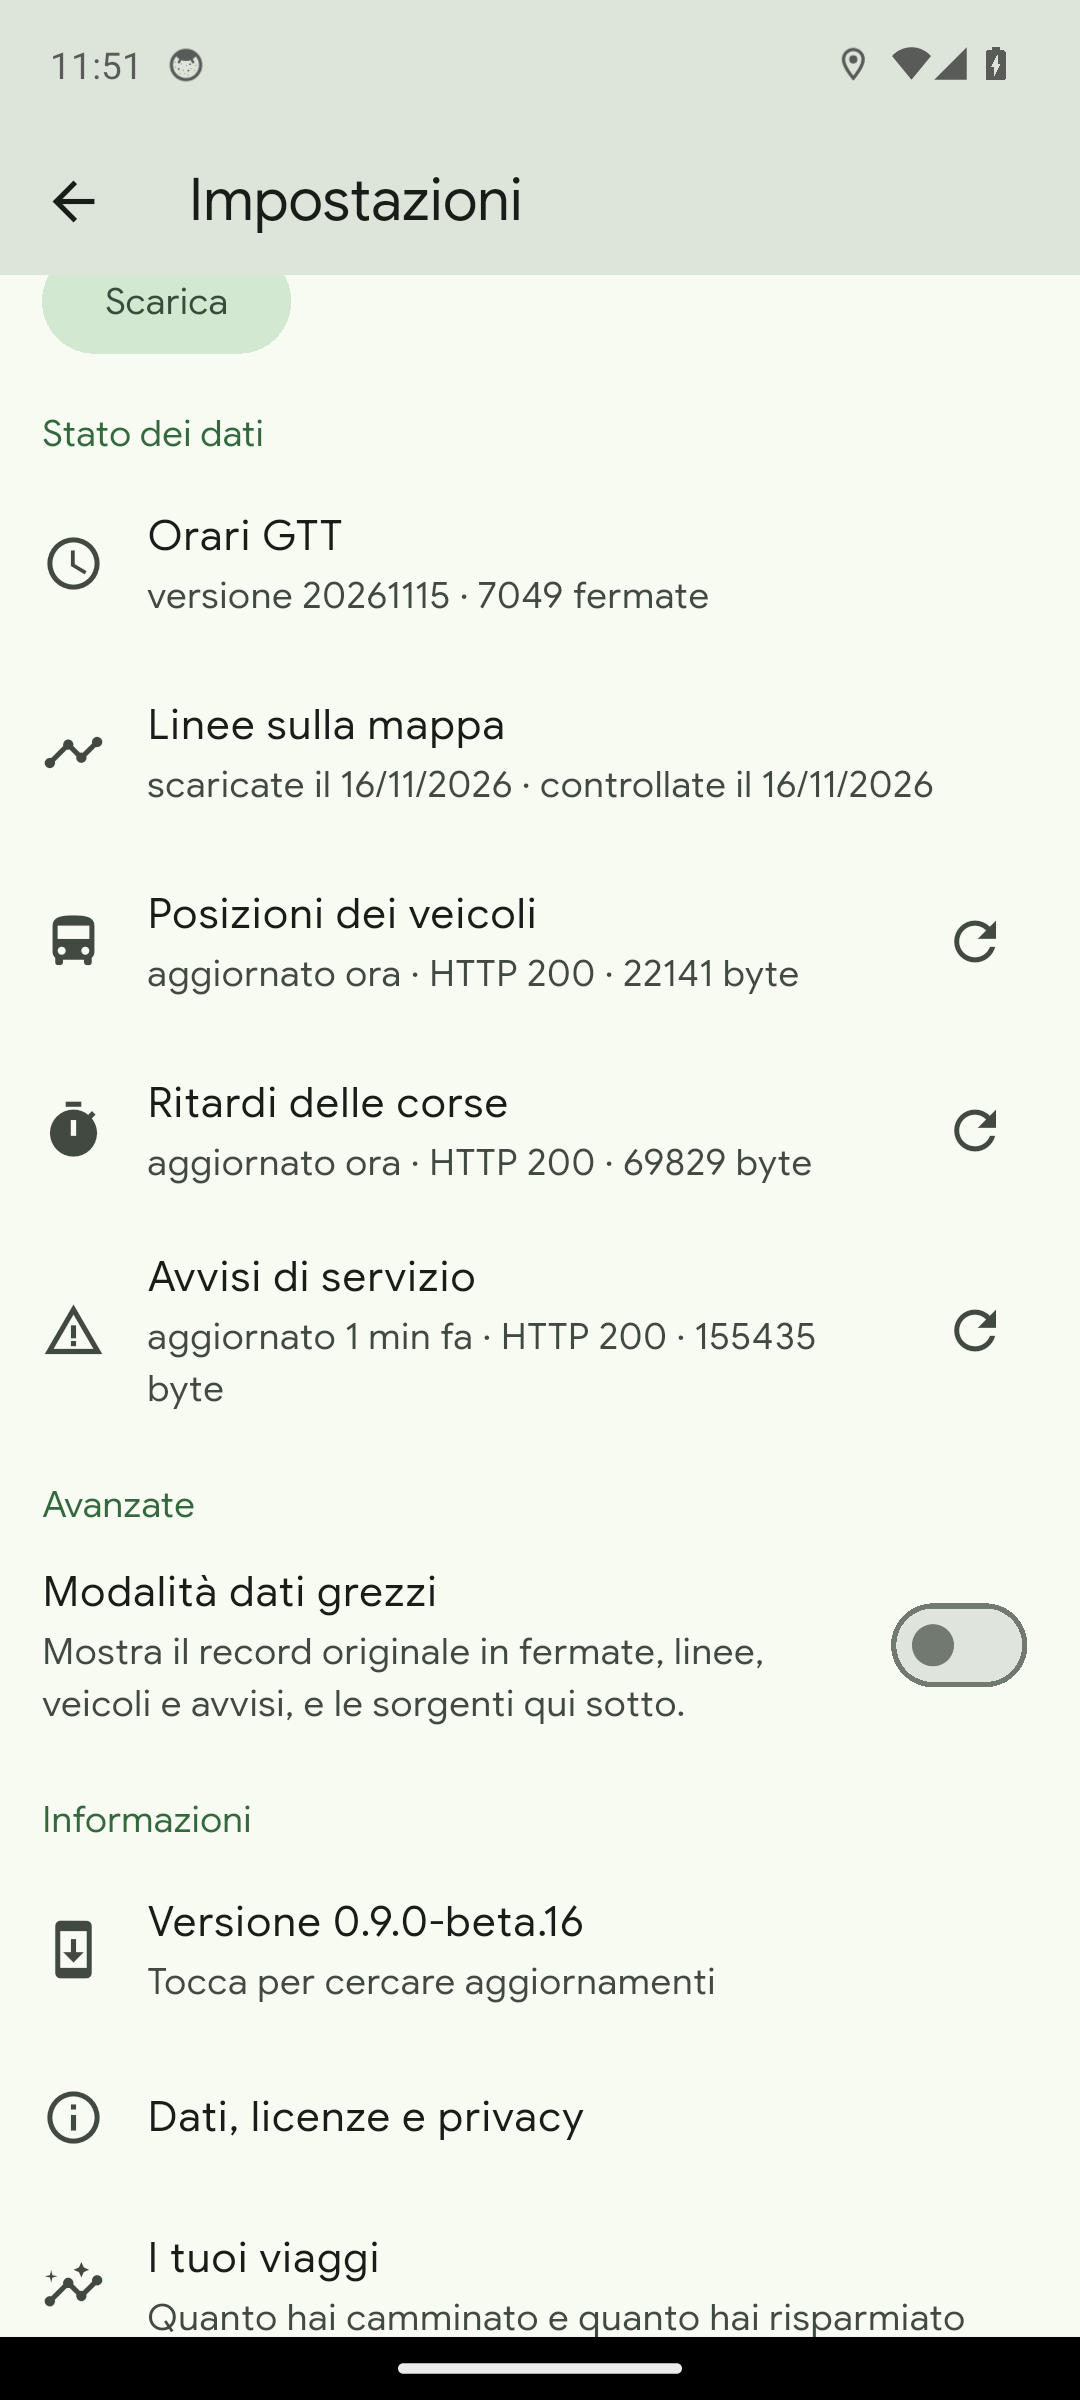 11:51
Impostazioni
Scarica
Stato dei dati
Orari GTT
versione 20261115 · 7049 fermate
Linee sulla mappa
scaricate il 16/11/2026 · controllate il 16/11/2026
Posizioni dei veicoli
aggiornato ora · HTTP 200 · 22141 byte
Ritardi delle corse
aggiornato ora · HTTP 200 · 69829 byte
Avvisi di servizio
aggiornato 1 min fa · HTTP 200 · 155435
byte
Avanzate
Modalità dati grezzi
Mostra il record originale in fermate, linee,
veicoli e avvisi, e le sorgenti qui sotto.
Informazioni
Versione 0.9.0-beta.16
Tocca per cercare aggiornamenti
Dati, licenze e privacy
I tuoi viaggi
Quanto hai camminato e quanto hai risparmiato